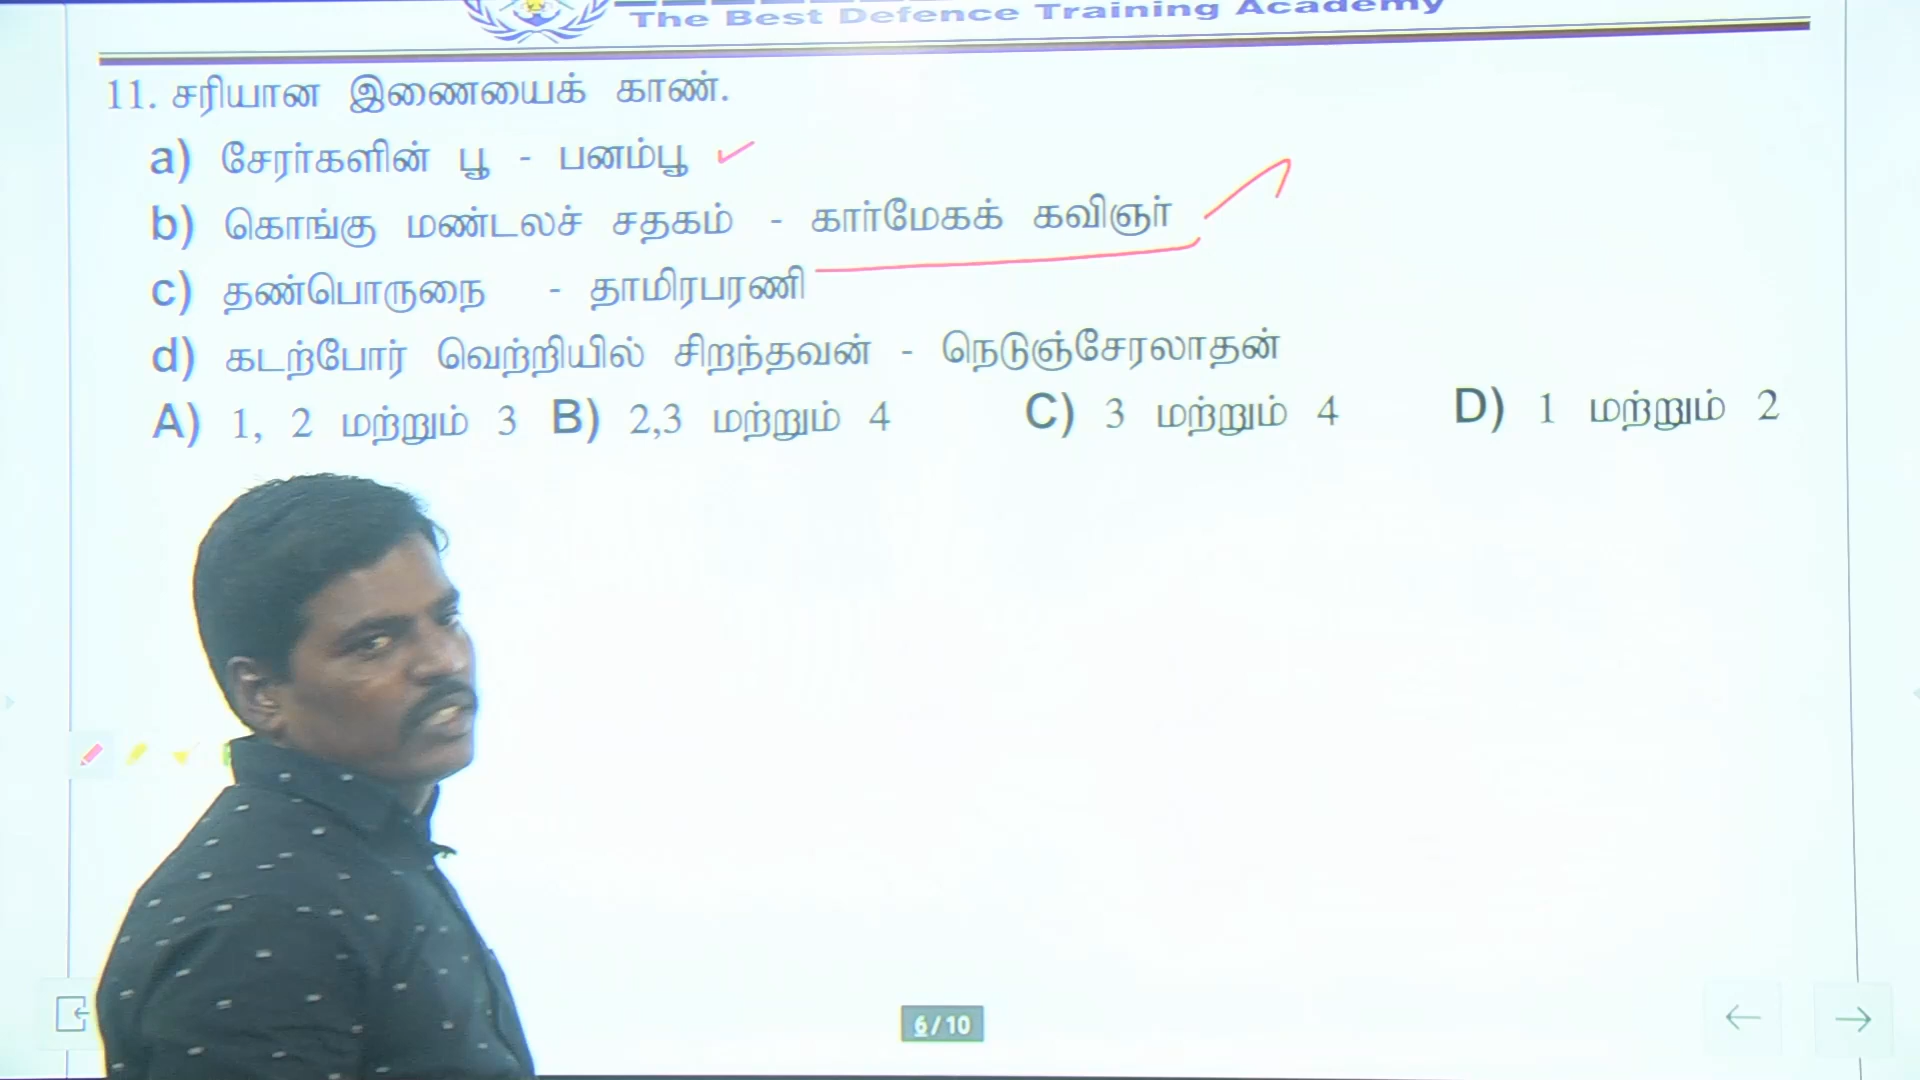 The Best Defence Training Academy
11. சரியான இணையைக் காண்.
a) சேரர்களின் பூ - பனம்பூ
b) கொங்கு மண்டலச் சதகம் - கார்மேகக் கவிஞர்
c) தண்பொருநை - தாமிரபரணி
d) கடற்போர் வெற்றியில் சிறந்தவன் - நெடுஞ்சேரலாதன்
A) 1, 2 மற்றும் 3 B) 2,3 மற்றும் 4 C) 3 மற்றும் 4 D) 1 மற்றும் 2
6/10